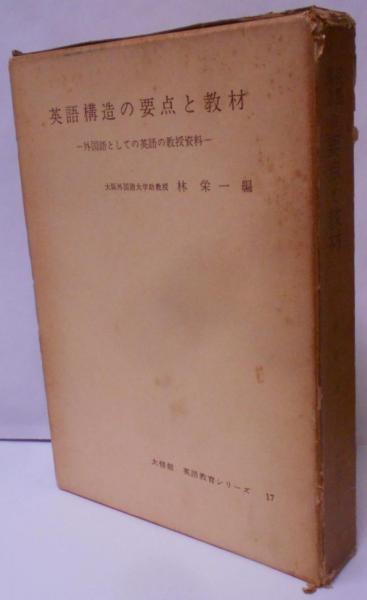 英語構造の要点と教材
—外国語としての英語の教授資料—
大阪外国語大学助教授 林 栄一 編
大修館 英語教育シリーズ 17